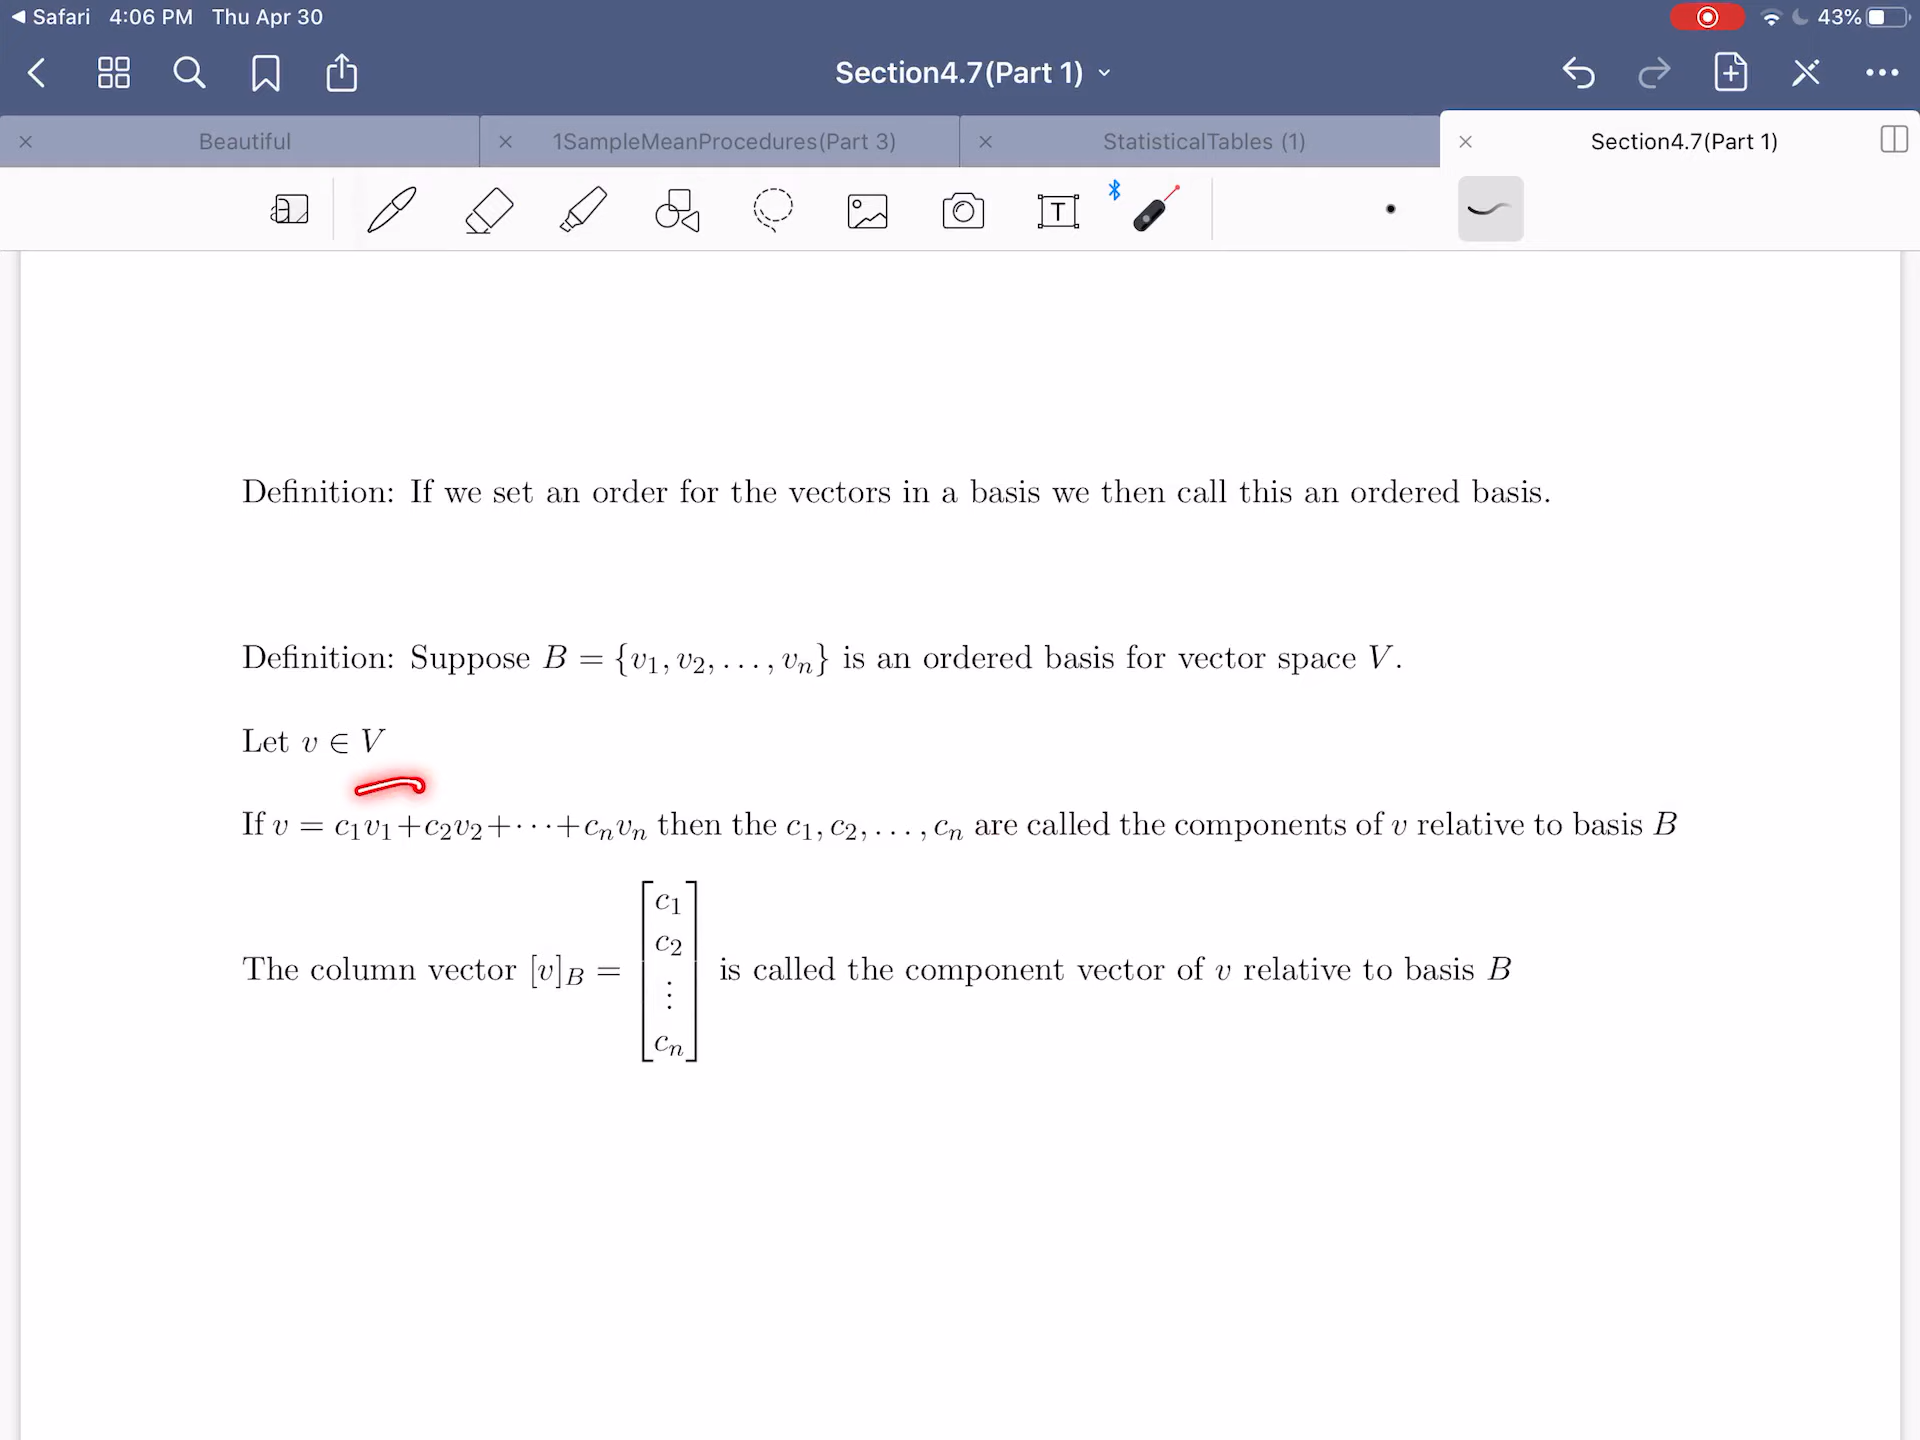 Safari 4:06 PM Thu Apr 30 43%
Section4.7(Part 1)
Beautiful 1SampleMeanProcedures(Part 3) StatisticalTables (1) Section4.7(Part 1)
a T
Definition: If we set an order for the vectors in a basis we then call this an ordered basis.
Definition: Suppose B = {v₁, v₂, . . . , vₙ} is an ordered basis for vector space V.
Let v ∈ V
If v = c₁v₁+c₂v₂+· · ·+cₙvₙ then the c₁, c₂, . . . , cₙ are called the components of v relative to basis B
The column vector [v]_B = [c₁ c₂ ⋮ cₙ] is called the component vector of v relative to basis B